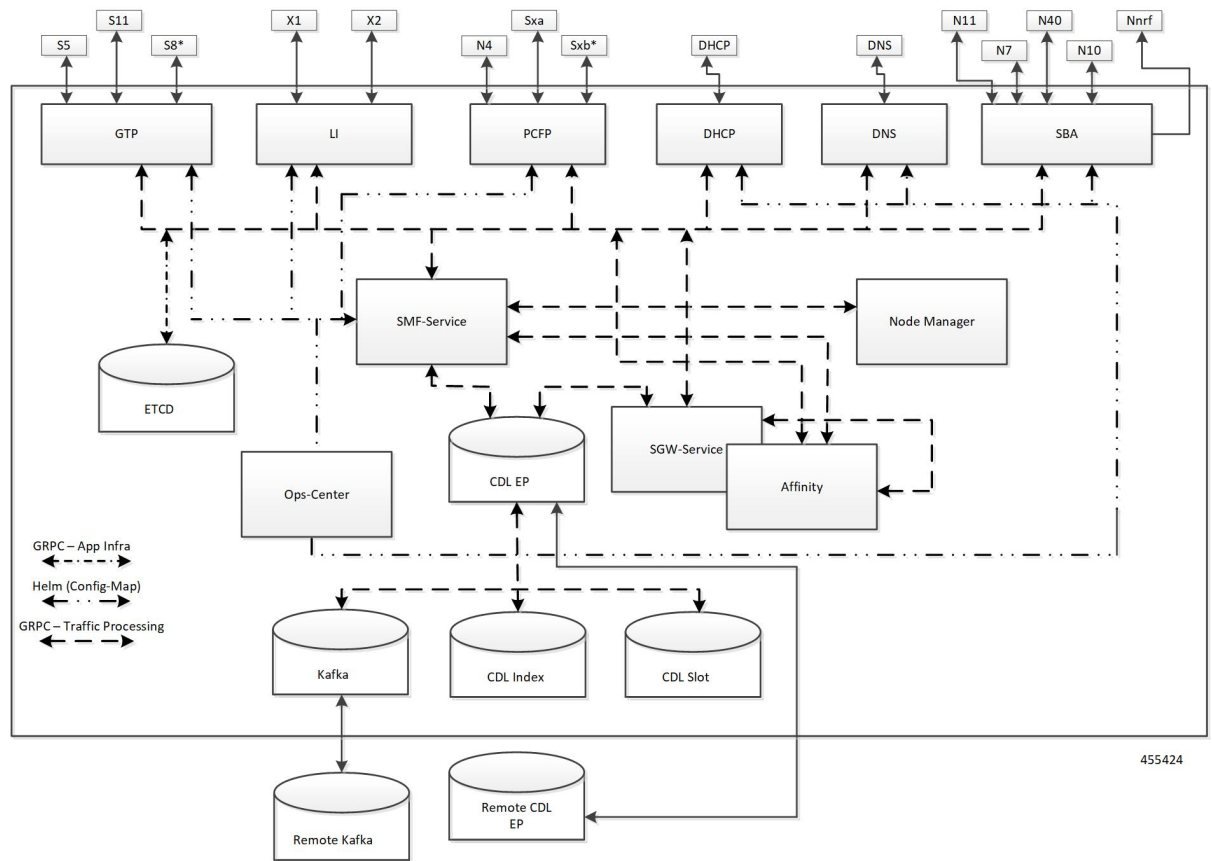 S5
S11
S8*
X1
X2
N4
Sxa
Sxb*
DHCP
DNS
N11
N7
N40
N10
Nnrf
GTP
LI
PCFP
DHCP
DNS
SBA
SMF-Service
Node Manager
ETCD
CDL EP
SGW-Service
Affinity
Ops-Center
GRPC – App Infra
Helm (Config-Map)
GRPC – Traffic Processing
Kafka
CDL Index
CDL Slot
455424
Remote Kafka
Remote CDL
EP